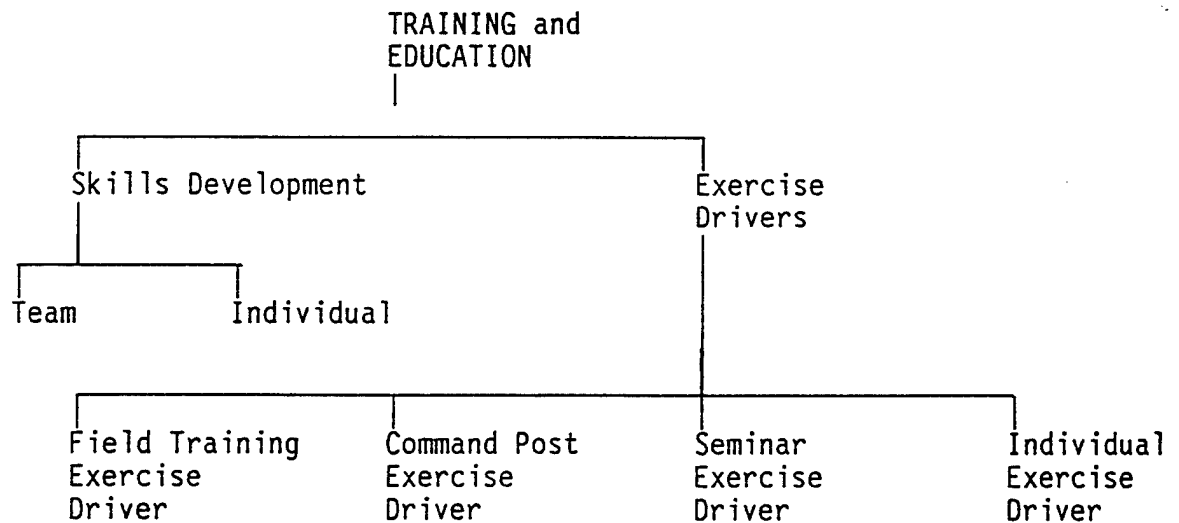 TRAINING and
EDUCATION
Skills Development
Exercise
Drivers
Team
Individual
Field Training
Exercise
Driver
Command Post
Exercise
Driver
Seminar
Exercise
Driver
Individual
Exercise
Driver